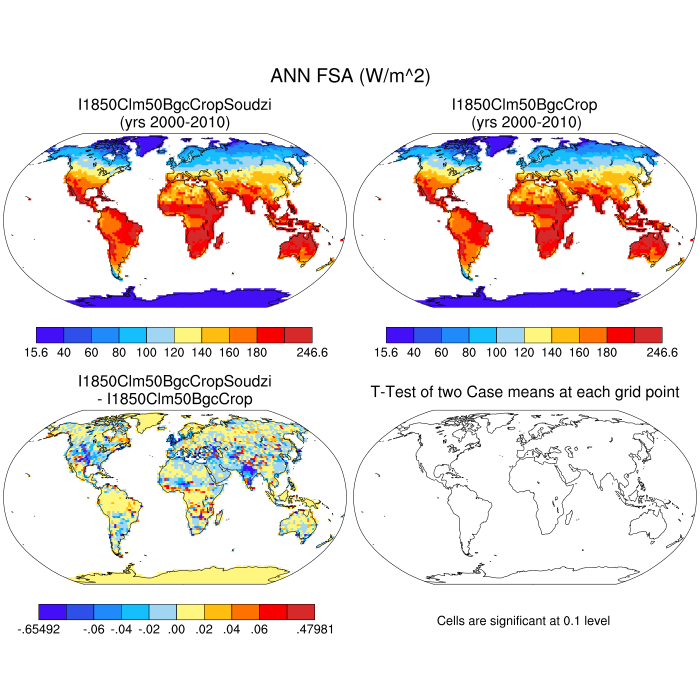 ANN FSA (W/m^2)
I1850Clm50BgcCropSoudzi
(yrs 2000-2010)
I1850Clm50BgcCrop
(yrs 2000-2010)
15.6 40 60 80 100 120 140 160 180 246.6
15.6 40 60 80 100 120 140 160 180 246.6
I1850Clm50BgcCropSoudzi
- I1850Clm50BgcCrop
T-Test of two Case means at each grid point
-.65492 -.06 -.04 -.02 .00 .02 .04 .06 .47981
Cells are significant at 0.1 level